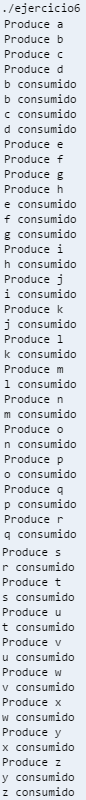 ./ejercicio6
Produce a
Produce b
Produce c
Produce d
b consumido
b consumido
c consumido
d consumido
Produce e
Produce f
Produce g
Produce h
e consumido
f consumido
g consumido
Produce i
h consumido
Produce j
i consumido
Produce k
j consumido
Produce l
k consumido
Produce m
l consumido
Produce n
m consumido
Produce o
n consumido
Produce p
o consumido
Produce q
p consumido
Produce r
q consumido
Produce s
r consumido
Produce t
s consumido
Produce u
t consumido
Produce v
u consumido
Produce w
v consumido
Produce x
w consumido
Produce y
x consumido
Produce z
y consumido
z consumido